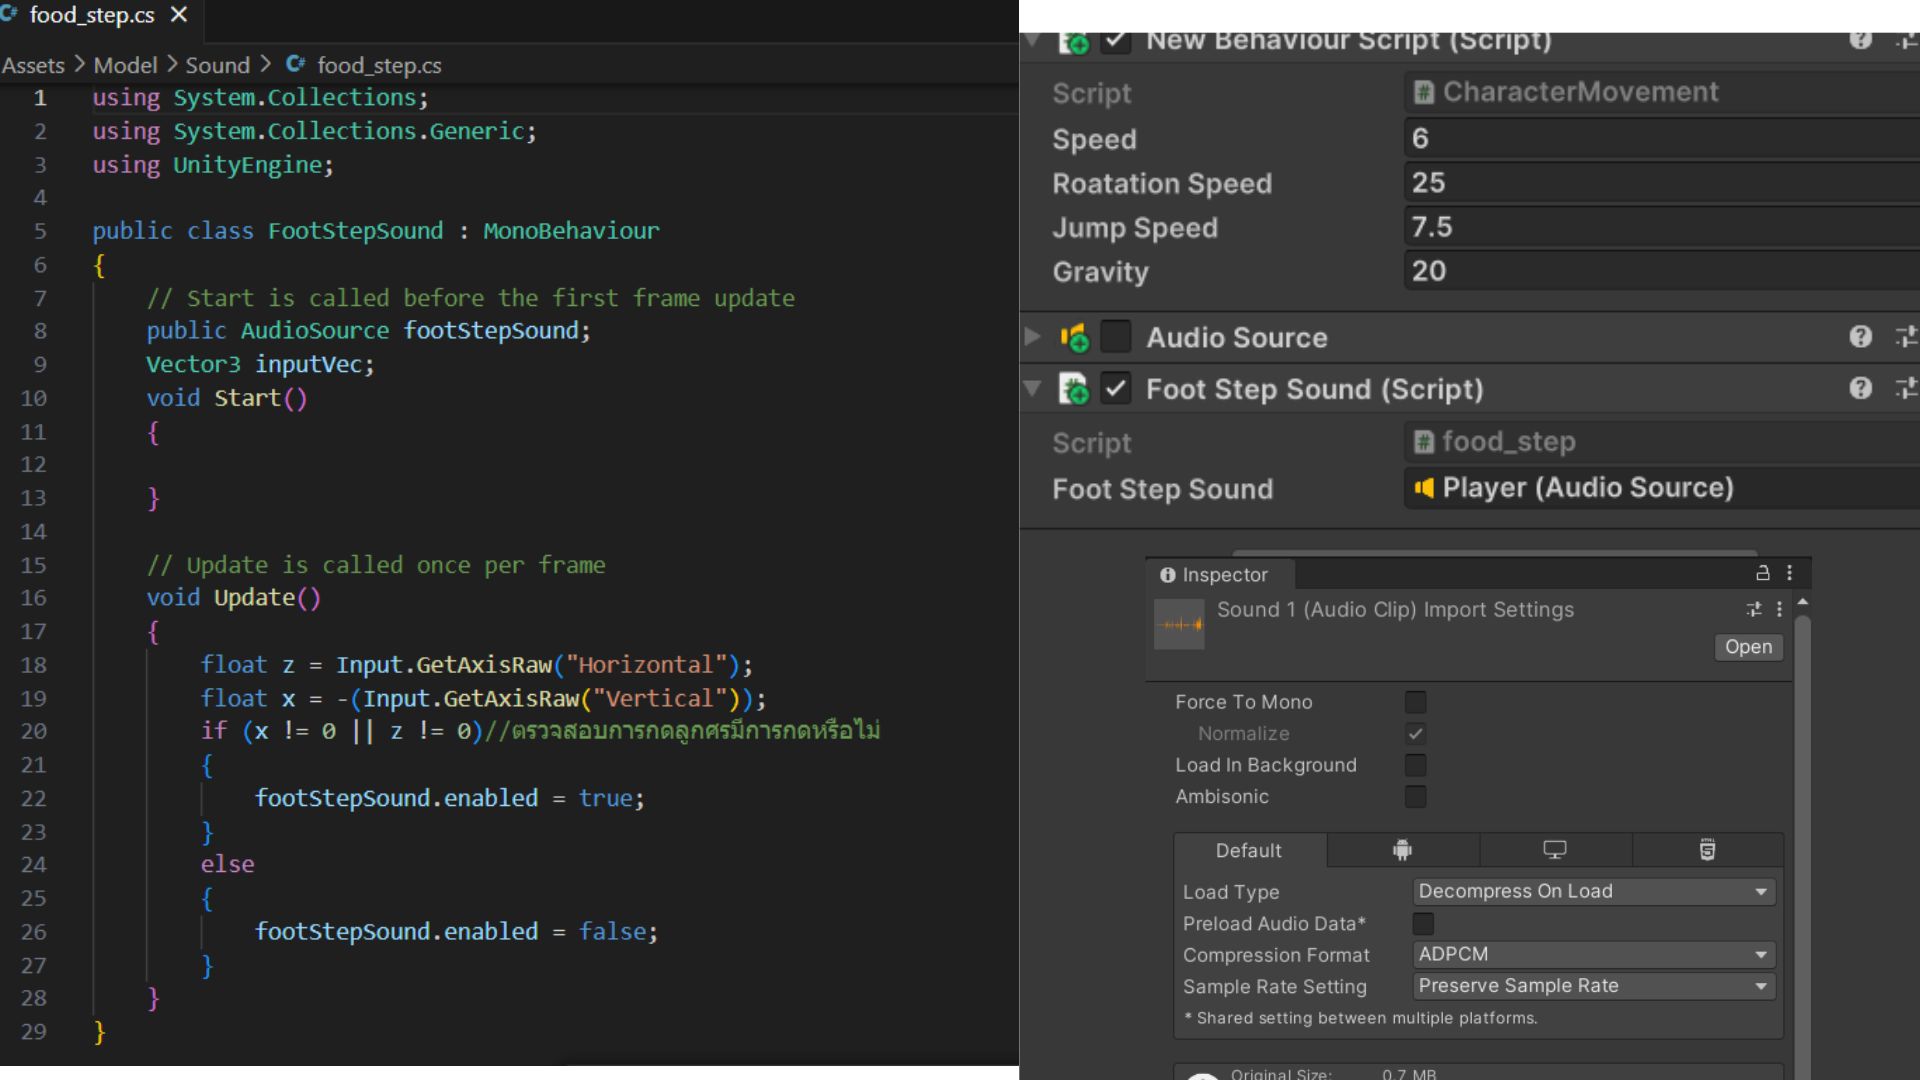 food_step.cs
Assets > Model > Sound > food_step.cs
1 using System.Collections;
2 using System.Collections.Generic;
3 using UnityEngine;
4
5 public class FootStepSound : MonoBehaviour
6 {
7 // Start is called before the first frame update
8 public AudioSource footStepSound;
9 Vector3 inputVec;
10 void Start()
11 {
12
13 }
14
15 // Update is called once per frame
16 void Update()
17 {
18 float z = Input.GetAxisRaw("Horizontal");
19 float x = -(Input.GetAxisRaw("Vertical"));
20 if (x != 0 || z != 0)//ตรวจสอบการกดลูกศรมีการกดหรือไม่
21 {
22 footStepSound.enabled = true;
23 }
24 else
25 {
26 footStepSound.enabled = false;
27 }
28 }
29 }
New Behaviour Script (Script)
Script CharacterMovement
Speed 6
Roatation Speed 25
Jump Speed 7.5
Gravity 20
Audio Source
Foot Step Sound (Script)
Script food_step
Foot Step Sound Player (Audio Source)
Inspector
Sound 1 (Audio Clip) Import Settings
Open
Force To Mono
Normalize
Load In Background
Ambisonic
Default
Load Type Decompress On Load
Preload Audio Data*
Compression Format ADPCM
Sample Rate Setting Preserve Sample Rate
* Shared setting between multiple platforms.
Original Size: 0.7 MB